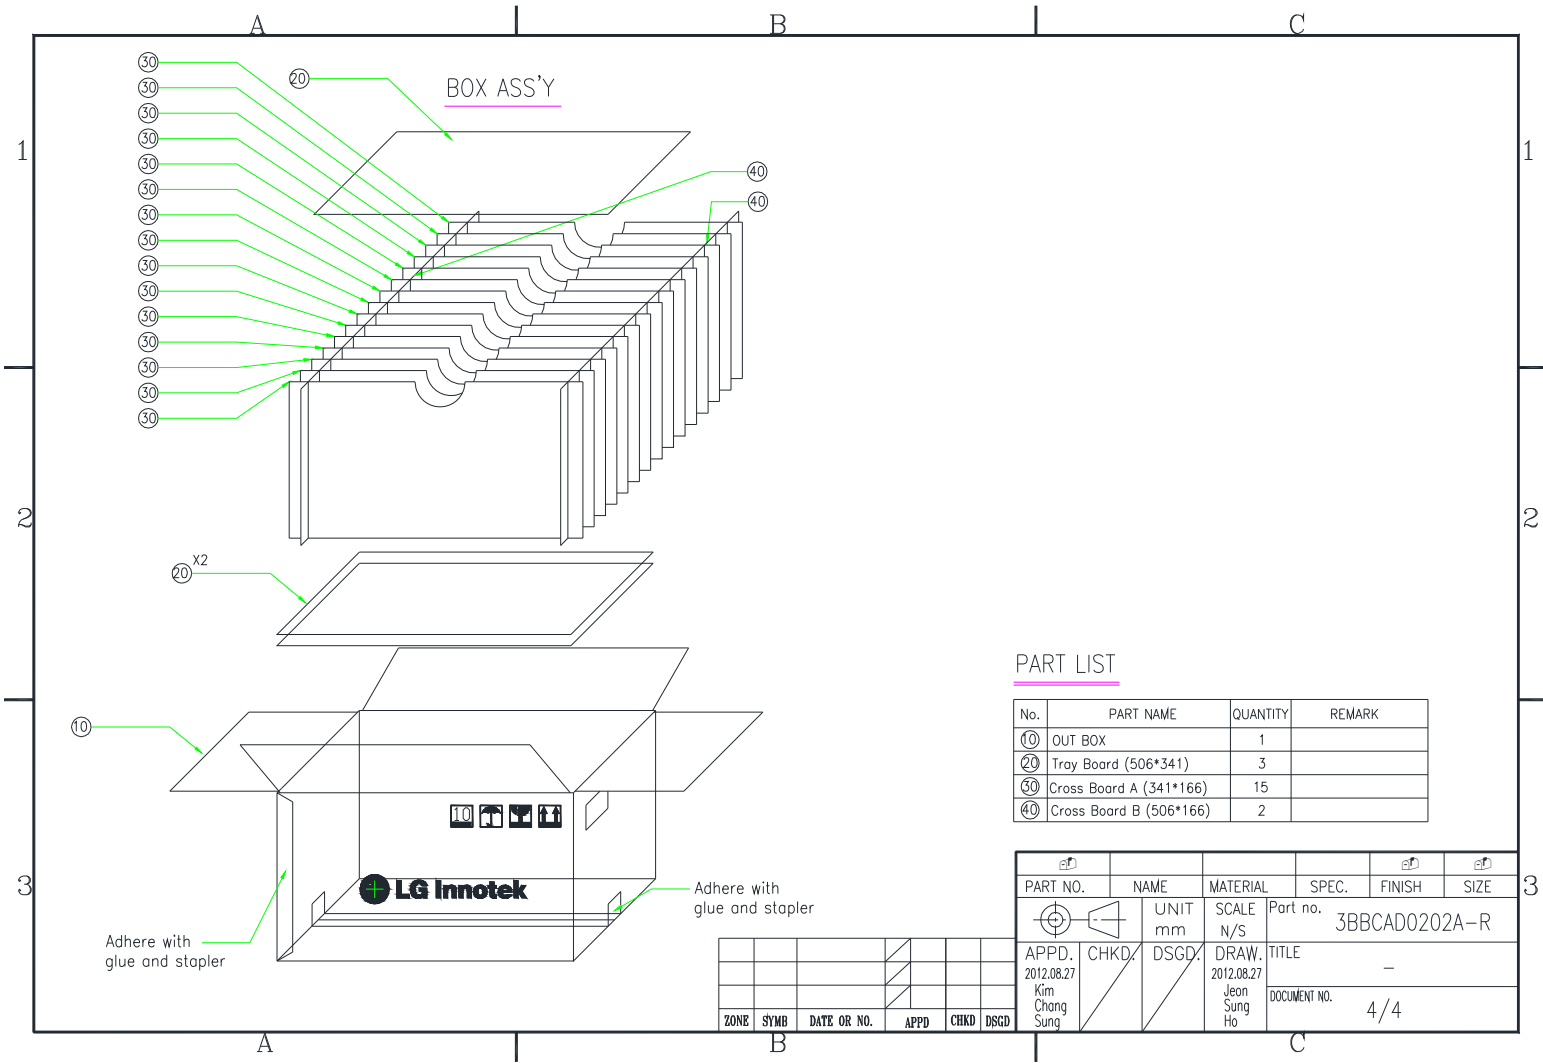 A
B
C
30
20
BOX ASS'Y
30
30
30
1
1
30
40
30
40
30
30
30
30
30
30
30
30
30
2
2
20 X2
PART LIST
No. PART NAME QUANTITY REMARK
10 OUT BOX 1
20 Tray Board (506*341) 3
30 Cross Board A (341*166) 15
40 Cross Board B (506*166) 2
10
10
3
3
LG Innotek
Adhere with
glue and stapler
Adhere with
glue and stapler
PART NO. NAME MATERIAL SPEC. FINISH SIZE
UNIT
mm
SCALE
N/S
Part no.
3BBCAD0202A-R
APPD.
2012.08.27
Kim
Chang
Sung
CHKD.
DSGD.
DRAW.
2012.08.27
Jeon
Sung
Ho
TITLE
-
DOCUMENT NO.
4/4
ZONE SYMB DATE OR NO. APPD CHKD DSGD
A
B
C